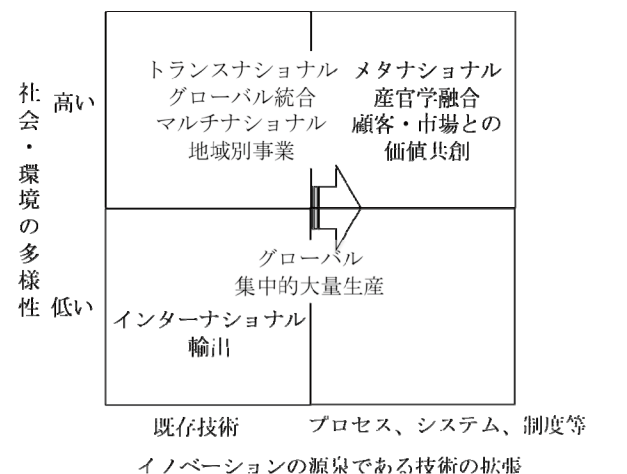 社会・環境の多様性
高い
トランスナショナル
グローバル統合
マルチナショナル
地域別事業
メタナショナル
産官学融合
顧客・市場との
価値共創
グローバル
集中的大量生産
低い
インターナショナル
輸出
既存技術
プロセス、システム、制度等
イノベーションの源泉である技術の拡張